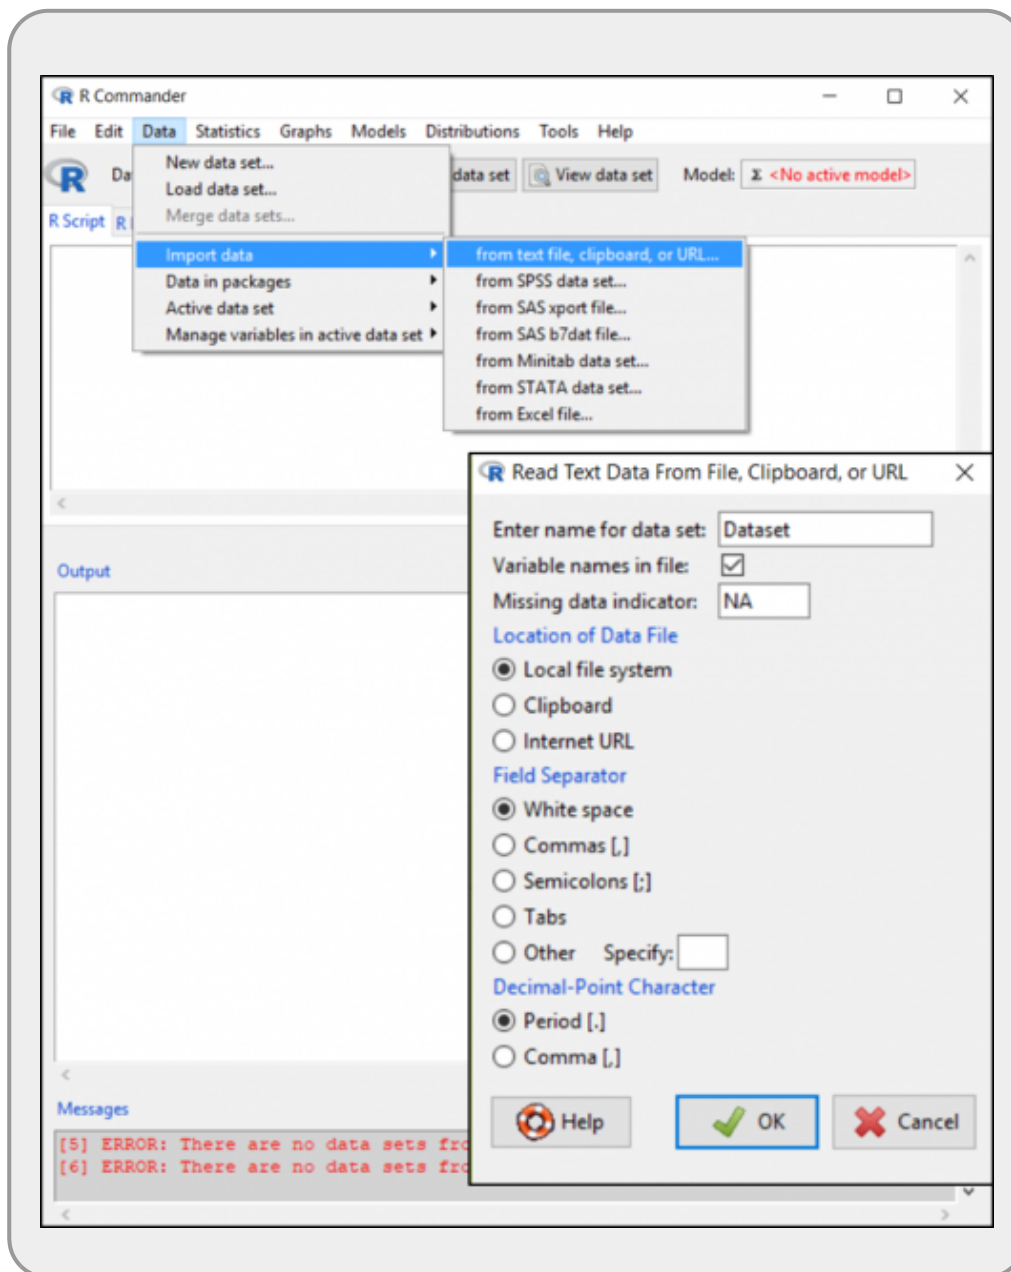 R Commander
File Edit Data Statistics Graphs Models Distributions Tools Help
Da data set View data set Model: Σ <No active model>
New data set...
Load data set...
Merge data sets...
R Script R
Import data
Data in packages
Active data set
Manage variables in active data set
from text file, clipboard, or URL...
from SPSS data set...
from SAS xport file...
from SAS b7dat file...
from Minitab data set...
from STATA data set...
from Excel file...
Output
Read Text Data From File, Clipboard, or URL
Enter name for data set: Dataset
Variable names in file:
Missing data indicator: NA
Location of Data File
Local file system
Clipboard
Internet URL
Field Separator
White space
Commas [,]
Semicolons [;]
Tabs
Other Specify:
Decimal-Point Character
Period [.]
Comma [,]
Help OK Cancel
Messages
[5] ERROR: There are no data sets fro
[6] ERROR: There are no data sets fro